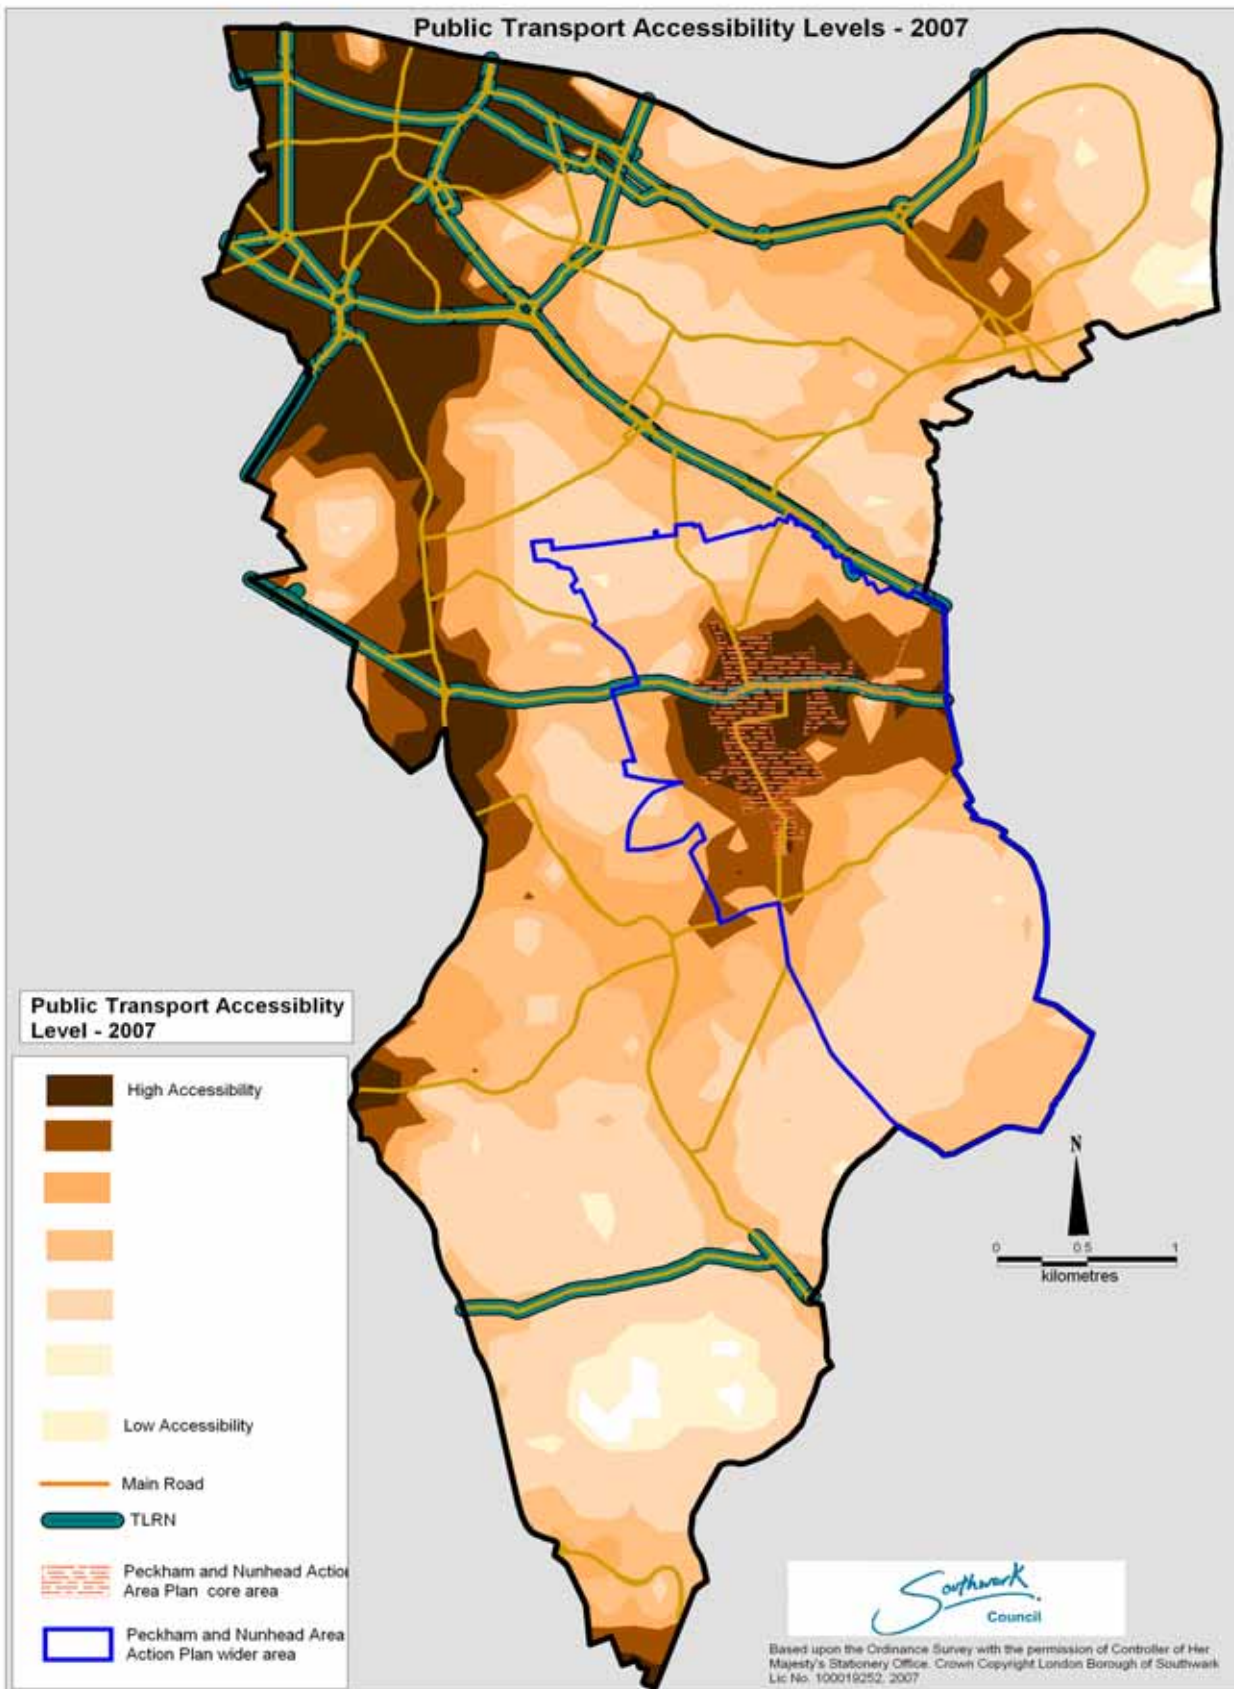 Public Transport Accessibility Levels - 2007
Public Transport Accessiblity
Level - 2007
High Accessibility
Low Accessibility
Main Road
TLRN
Peckham and Nunhead Action
Area Plan core area
Peckham and Nunhead Area
Action Plan wider area
N
0 0.5 1
kilometres
Southwark
Council
Based upon the Ordinance Survey with the permission of Controller of Her
Majesty's Stationery Office. Crown Copyright London Borough of Southwark
Lic No. 100019252, 2007